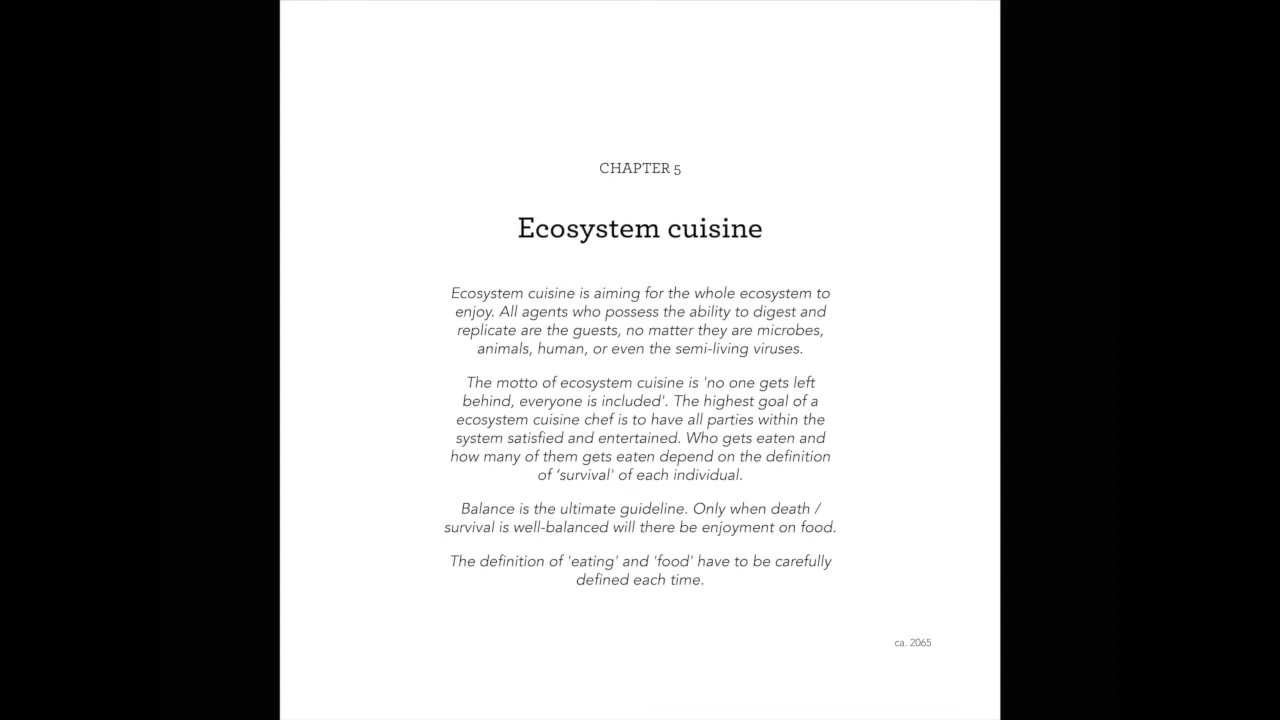 CHAPTER 5
Ecosystem cuisine
Ecosystem cuisine is aiming for the whole ecosystem to
enjoy. All agents who possess the ability to digest and
replicate are the guests, no matter they are microbes,
animals, human, or even the semi-living viruses.
The motto of ecosystem cuisine is 'no one gets left
behind, everyone is included'. The highest goal of a
ecosystem cuisine chef is to have all parties within the
system satisfied and entertained. Who gets eaten and
how many of them gets eaten depend on the definition
of ‘survival' of each individual.
Balance is the ultimate guideline. Only when death /
survival is well-balanced will there be enjoyment on food.
The definition of 'eating' and 'food' have to be carefully
defined each time.
ca. 2065